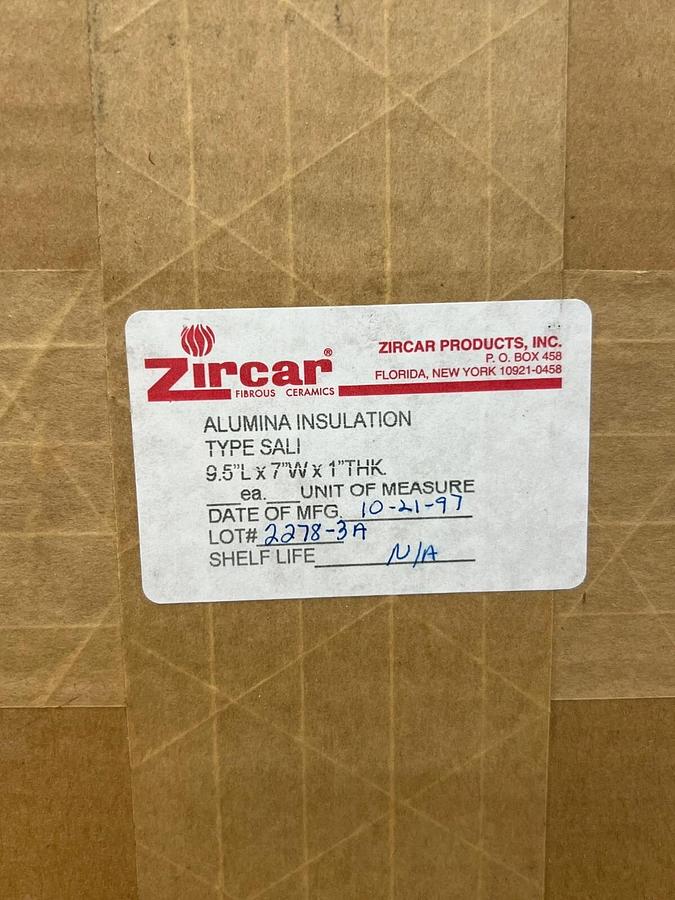 Zircar®
FIBROUS CERAMICS
ZIRCAR PRODUCTS, INC.
P. O. BOX 458
FLORIDA, NEW YORK 10921-0458
ALUMINA INSULATION
TYPE SALI
9.5"L x 7"W x 1"THK.
___ea.___UNIT OF MEASURE
DATE OF MFG. 10-21-97
LOT# 2278-3A
SHELF LIFE N/A